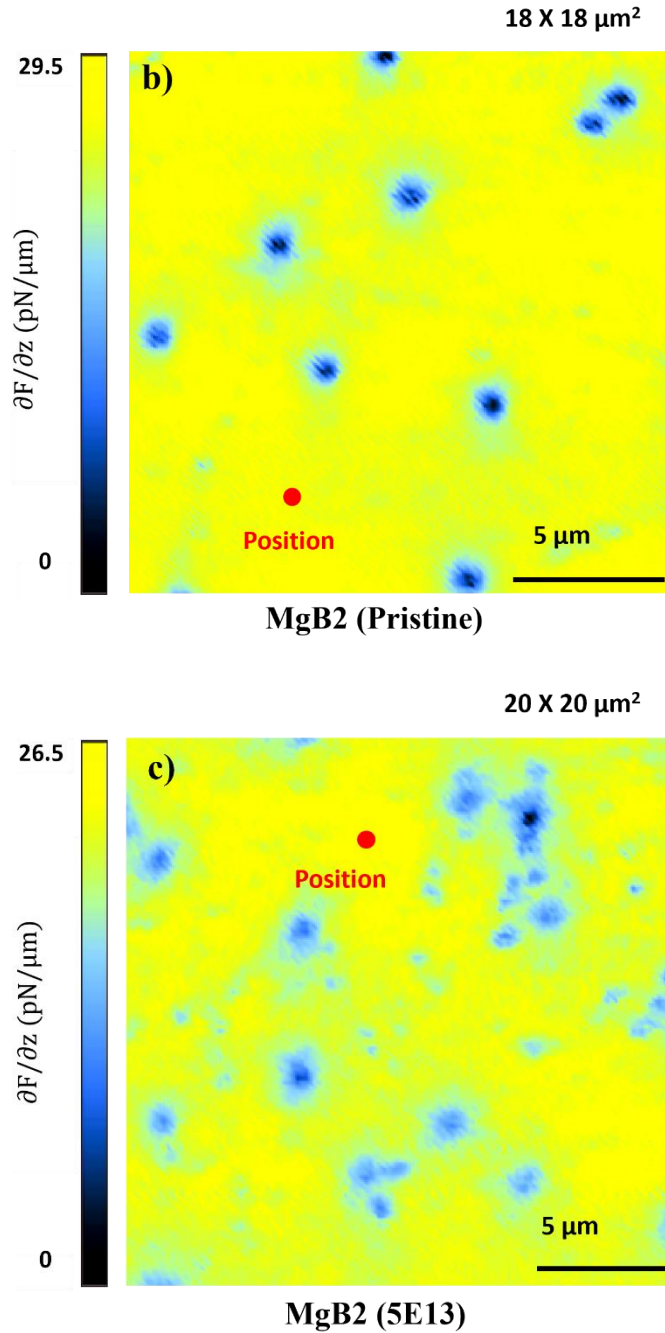 18 X 18 µm²
29.5
b)
∂F/∂z (pN/µm)
Position
5 µm
0
MgB2 (Pristine)
20 X 20 µm²
26.5
c)
Position
∂F/∂z (pN/µm)
5 µm
0
MgB2 (5E13)